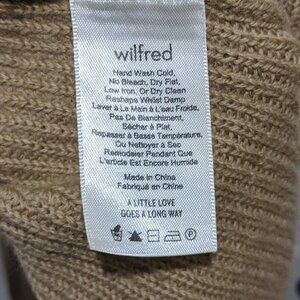 wilfred
Hand Wash Cold,
No Bleach, Dry Flat,
Low Iron, Or Dry Clean
Reshape Whilst Damp
Lever À La Main À L'eau Froide,
Pas De Blanchiment,
Sécher à Plat,
Repasser à Basse Température,
Ou Nettoyer à Sec
Remodeler Pendant Que
L'article Est Encore Humide
Made in China
Fabriqué en Chine
A LITTLE LOVE
GOES A LONG WAY